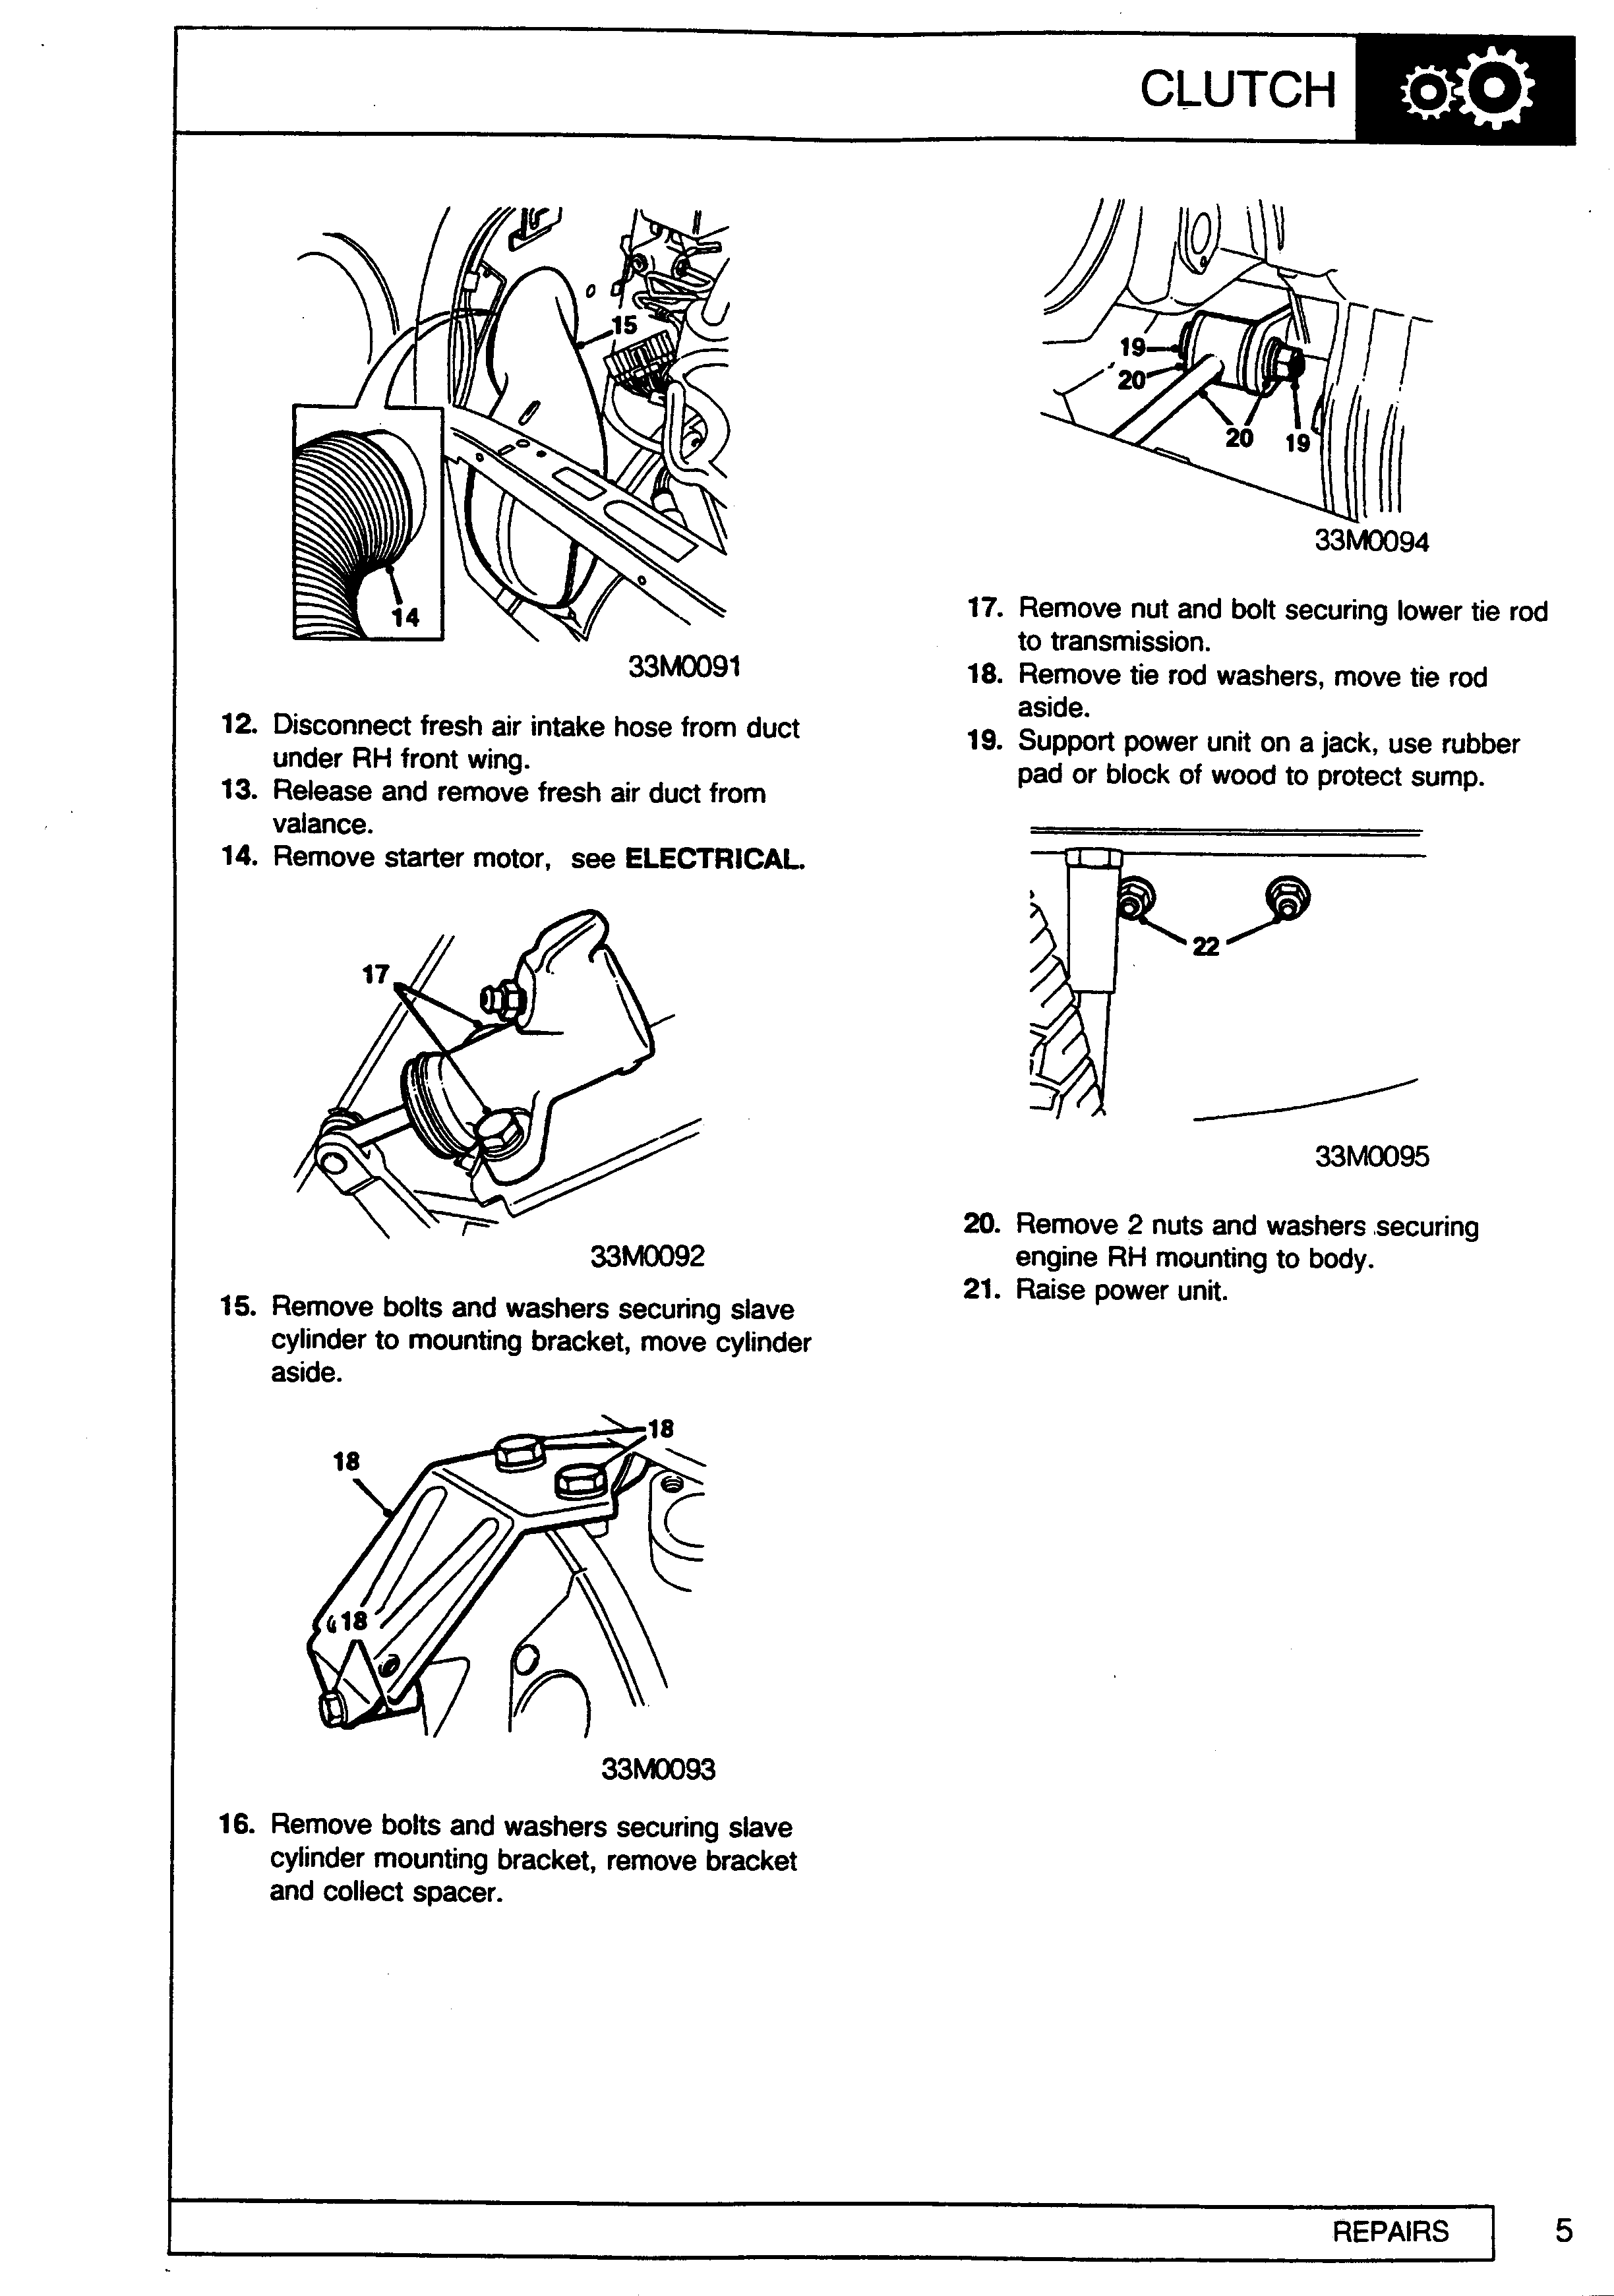 CLUTCH
15
14
33M0091
12. Disconnect fresh air intake hose from duct
under RH front wing.
13. Release and remove fresh air duct from
valance.
14. Remove starter motor, see ELECTRICAL.
17
33M0092
15. Remove bolts and washers securing slave
cylinder to mounting bracket, move cylinder
aside.
18
18
18
33M0093
16. Remove bolts and washers securing slave
cylinder mounting bracket, remove bracket
and collect spacer.
19
20
20
19
33M0094
17. Remove nut and bolt securing lower tie rod
to transmission.
18. Remove tie rod washers, move tie rod
aside.
19. Support power unit on a jack, use rubber
pad or block of wood to protect sump.
22
33M0095
20. Remove 2 nuts and washers securing
engine RH mounting to body.
21. Raise power unit.
REPAIRS
5